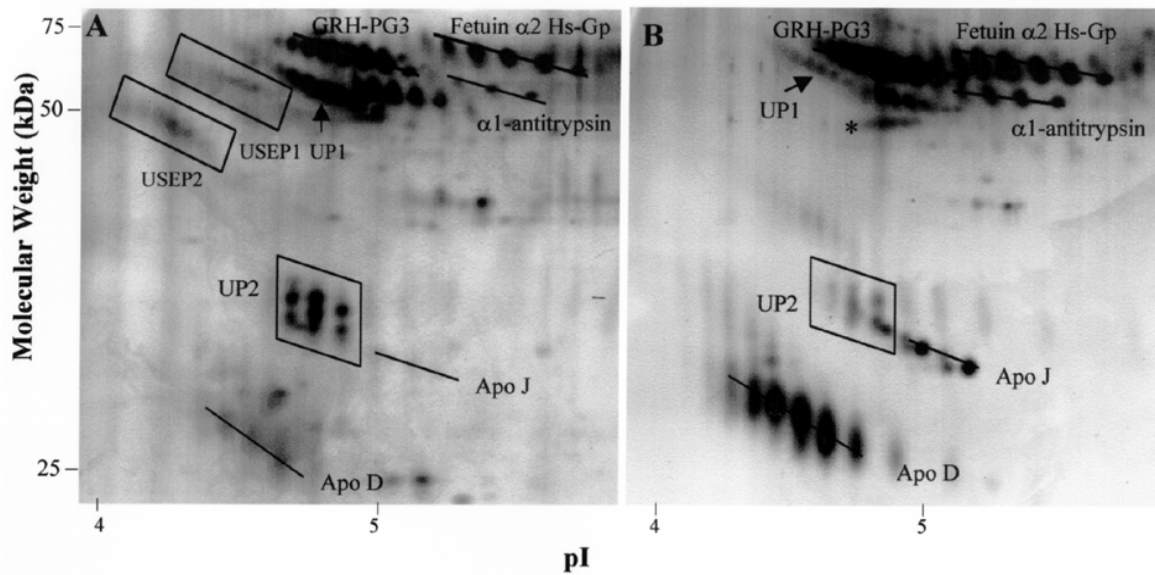 A
GRH-PG3
Fetuin α2 Hs-Gp
α1-antitrypsin
UP1
USEP1
USEP2
UP2
Apo J
Apo D
B
GRH-PG3
Fetuin α2 Hs-Gp
UP1
*
α1-antitrypsin
UP2
Apo J
Apo D
75
50
25
Molecular Weight (kDa)
4
5
4
5
pI